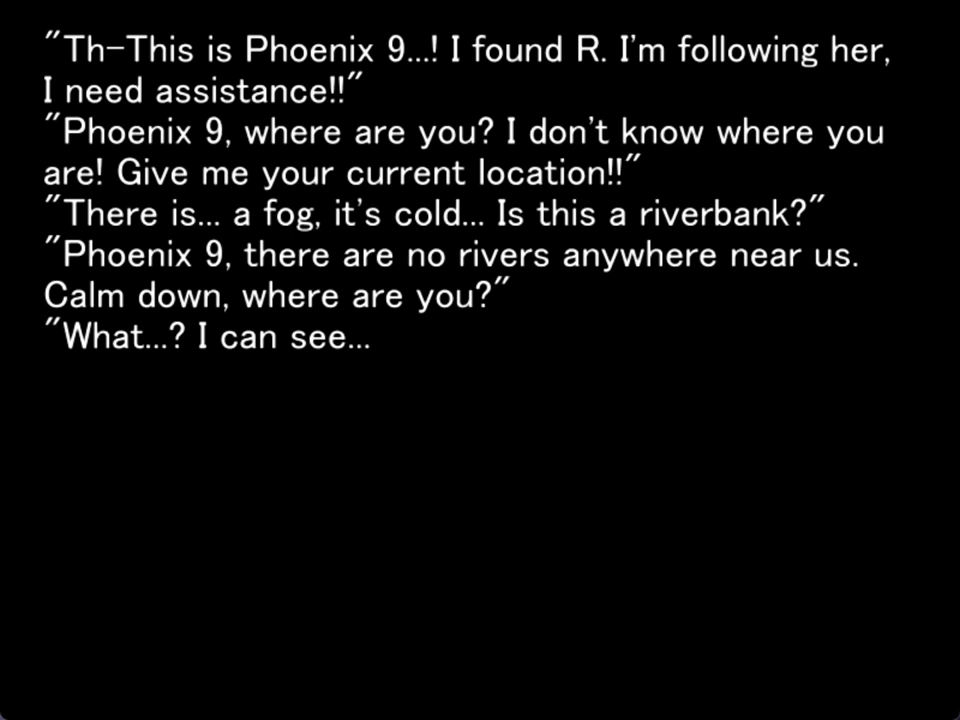 "Th-This is Phoenix 9...! I found R. I'm following her,
I need assistance!!"
"Phoenix 9, where are you? I don't know where you
are! Give me your current location!!"
"There is... a fog, it's cold... Is this a riverbank?"
"Phoenix 9, there are no rivers anywhere near us.
Calm down, where are you?"
"What...? I can see...